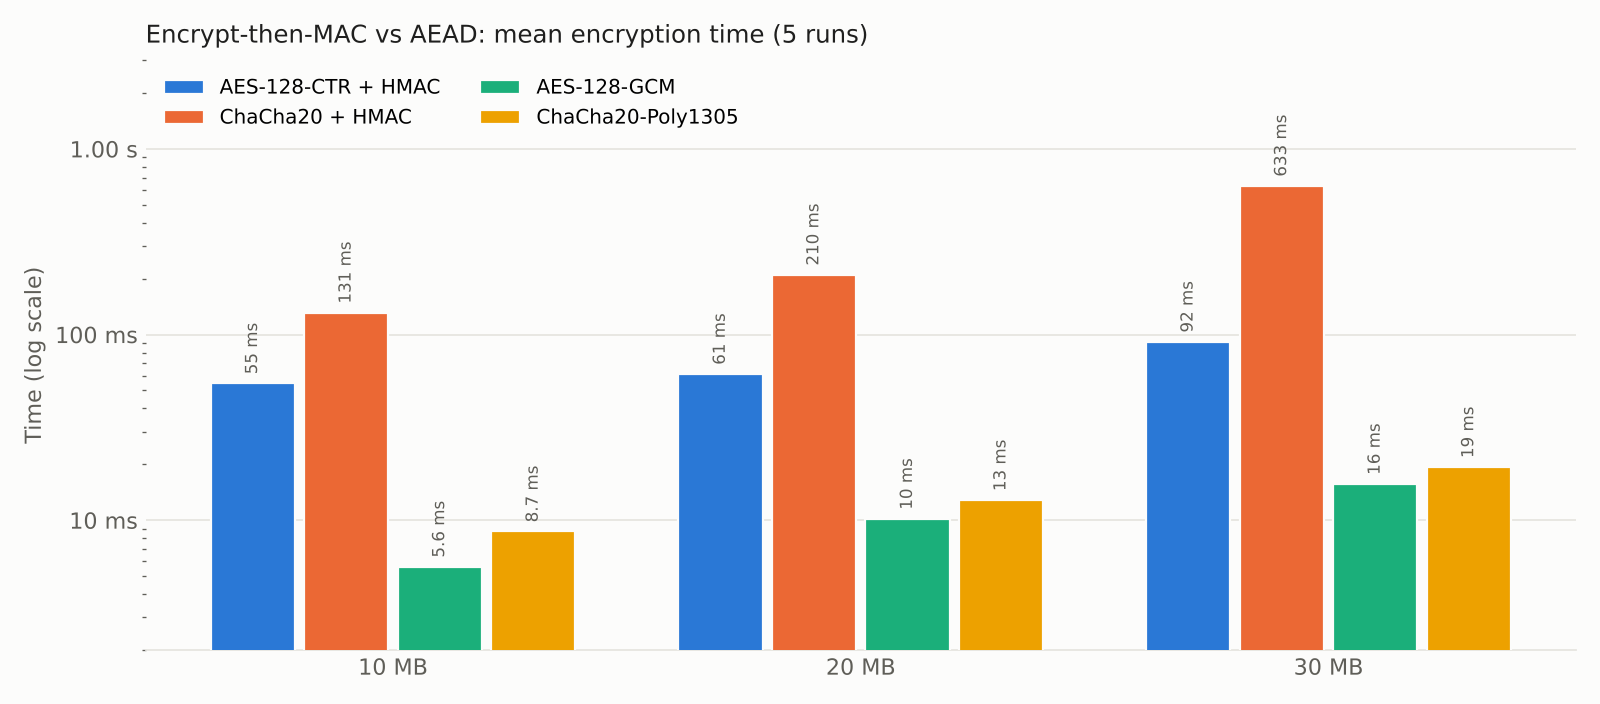 Encrypt-then-MAC vs AEAD: mean encryption time (5 runs)
AES-128-CTR + HMAC
ChaCha20 + HMAC
AES-128-GCM
ChaCha20-Poly1305
Time (log scale)
1.00 s
100 ms
10 ms
55 ms
131 ms
5.6 ms
8.7 ms
61 ms
210 ms
10 ms
13 ms
92 ms
633 ms
16 ms
19 ms
10 MB
20 MB
30 MB